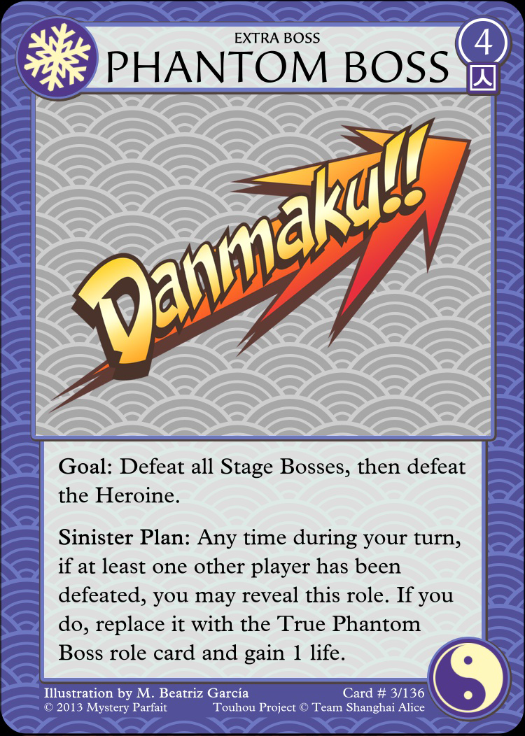 EXTRA BOSS
PHANTOM BOSS
4
人
Danmaku!!
Goal: Defeat all Stage Bosses, then defeat
the Heroine.
Sinister Plan: Any time during your turn,
if at least one other player has been
defeated, you may reveal this role. If you
do, replace it with the True Phantom
Boss role card and gain 1 life.
Illustration by M. Beatriz García
Card # 3/136
© 2013 Mystery Parfait
Touhou Project © Team Shanghai Alice